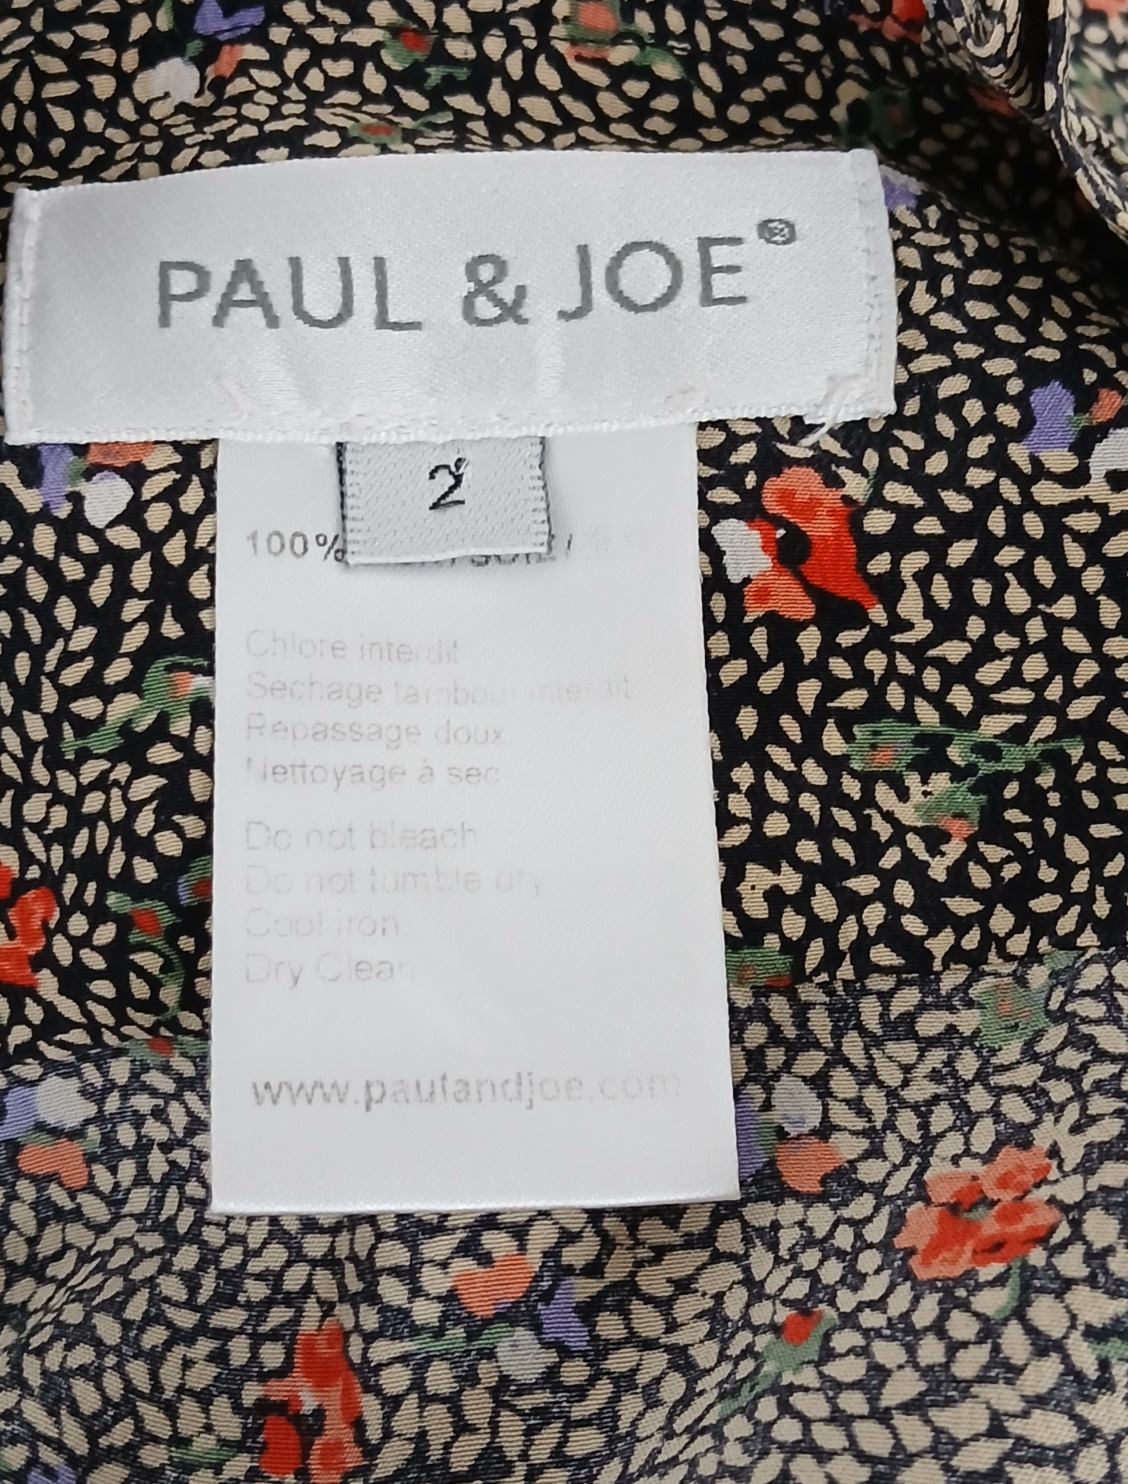 PAUL & JOE®
2
100%
Chlore interdit
Sechage tambour interdit
Repassage doux
Nettoyage à sec
Do not bleach
Do not tumble dry
Cool iron
Dry Clean
www.paulandjoe.com